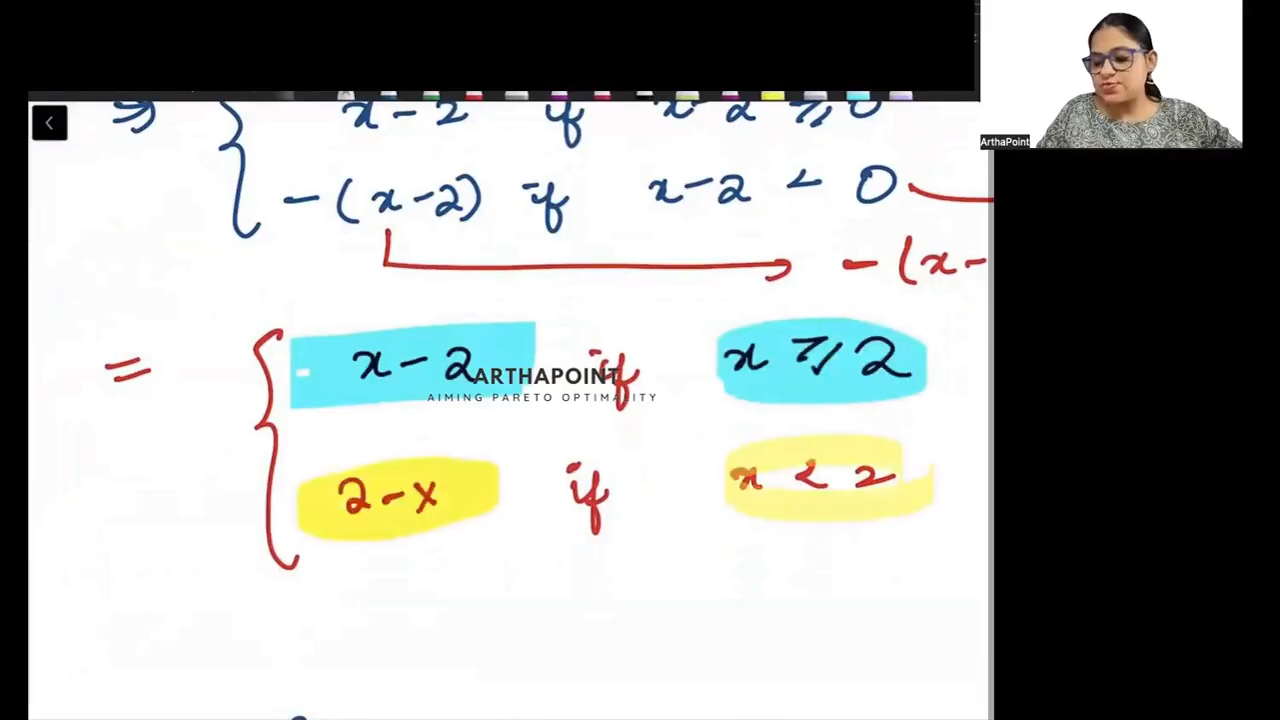 ArthaPoint
⇒ { x - 2 if x - 2 ≥ 0
-(x-2) if x - 2 < 0
-(x-
= { x - 2 if x ≥ 2
ARTHAPOINT
AIMING PARETO OPTIMALITY
2 - x if x < 2